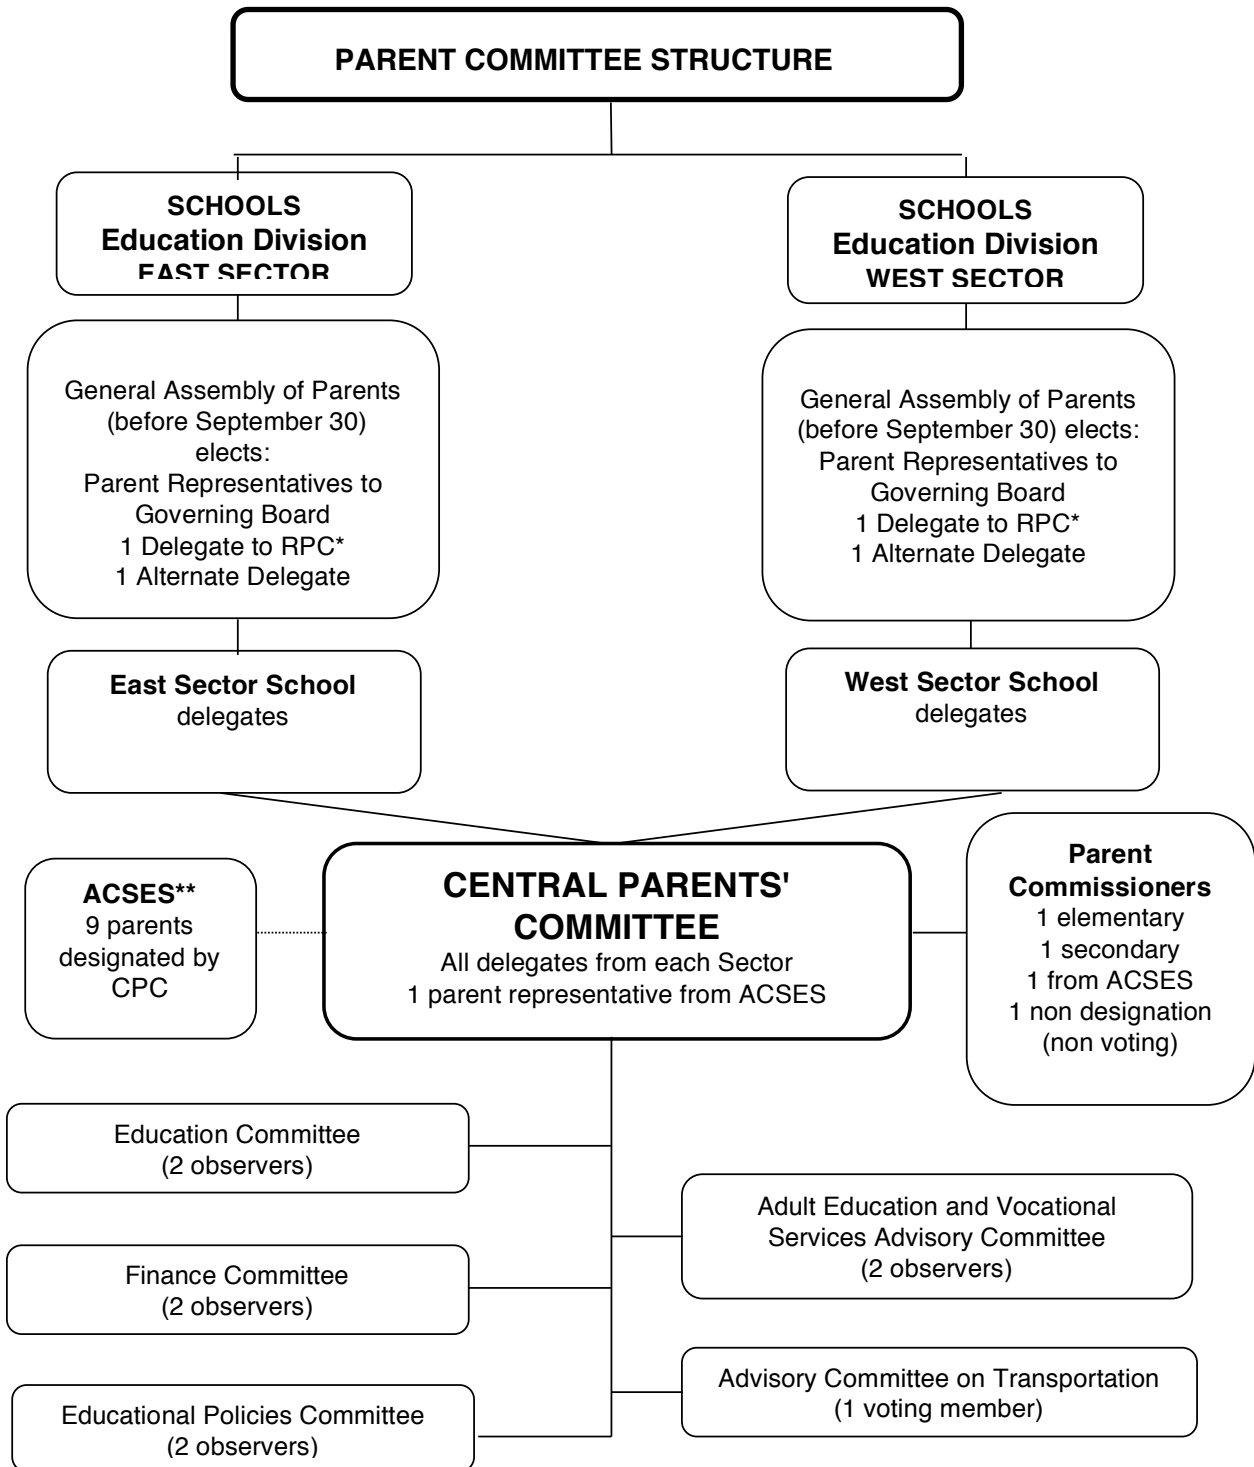 PARENT COMMITTEE STRUCTURE
SCHOOLS
Education Division
EAST SECTOR
SCHOOLS
Education Division
WEST SECTOR
General Assembly of Parents
(before September 30)
elects:
Parent Representatives to
Governing Board
1 Delegate to RPC*
1 Alternate Delegate
General Assembly of Parents
(before September 30) elects:
Parent Representatives to
Governing Board
1 Delegate to RPC*
1 Alternate Delegate
East Sector School
delegates
West Sector School
delegates
ACSES**
9 parents
designated by
CPC
CENTRAL PARENTS'
COMMITTEE
All delegates from each Sector
1 parent representative from ACSES
Parent
Commissioners
1 elementary
1 secondary
1 from ACSES
1 non designation
(non voting)
Education Committee
(2 observers)
Adult Education and Vocational
Services Advisory Committee
(2 observers)
Finance Committee
(2 observers)
Advisory Committee on Transportation
(1 voting member)
Educational Policies Committee
(2 observers)